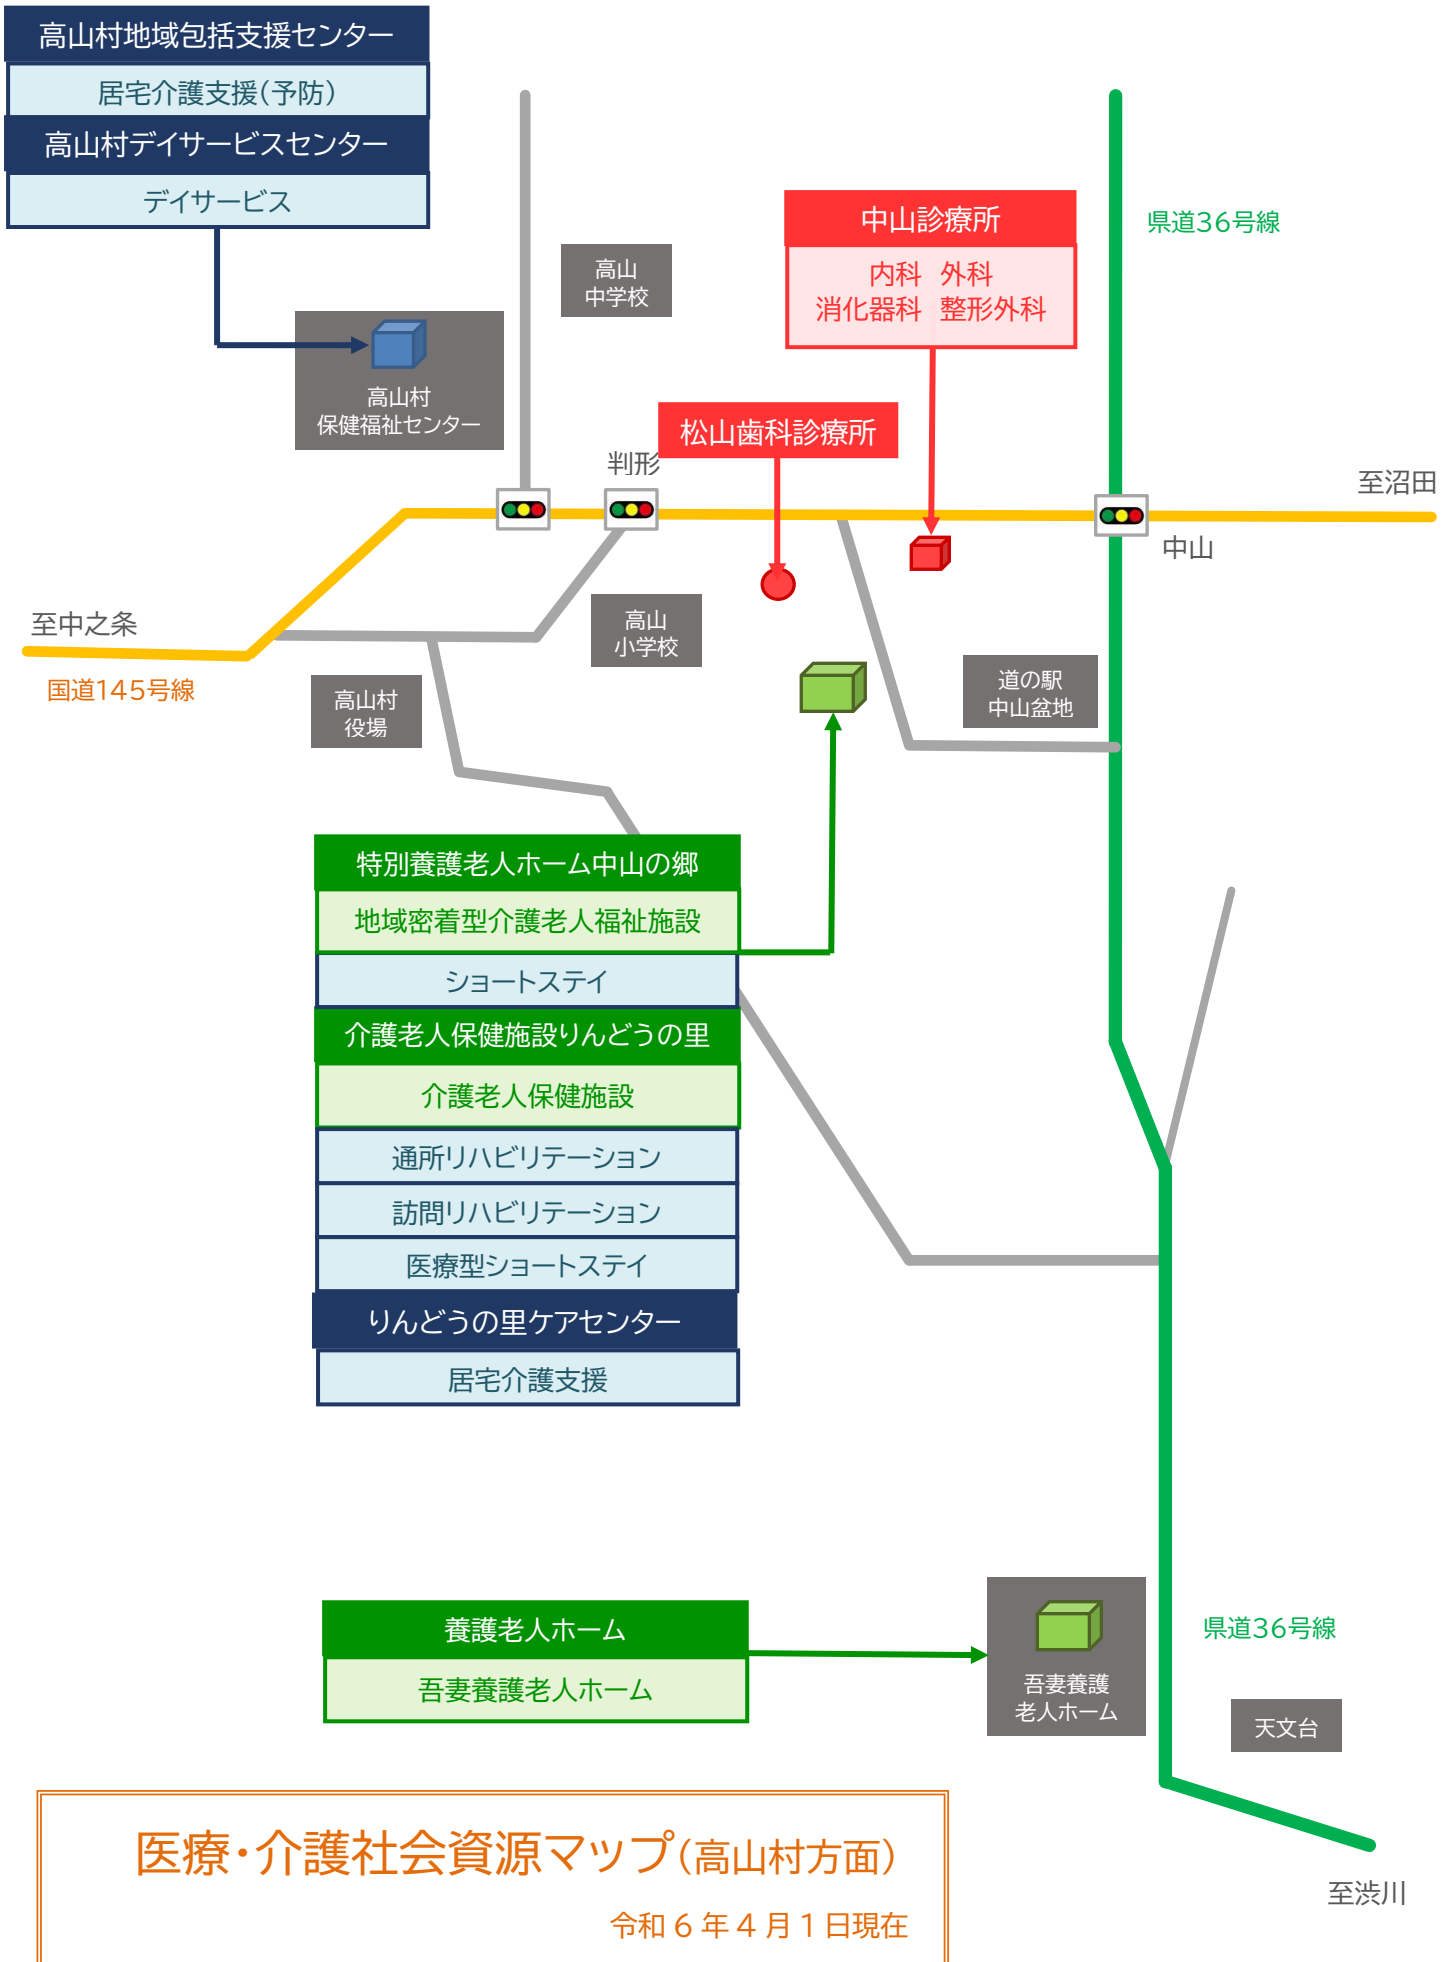 高山村地域包括支援センター
居宅介護支援(予防)
高山村デイサービスセンター
デイサービス
中山診療所
内科 外科
消化器科 整形外科
県道36号線
高山
中学校
高山村
保健福祉センター
松山歯科診療所
判形
至沼田
中山
至中之条
国道145号線
高山
小学校
高山村
役場
道の駅
中山盆地
特別養護老人ホーム中山の郷
地域密着型介護老人福祉施設
ショートステイ
介護老人保健施設りんどうの里
介護老人保健施設
通所リハビリテーション
訪問リハビリテーション
医療型ショートステイ
りんどうの里ケアセンター
居宅介護支援
養護老人ホーム
吾妻養護老人ホーム
吾妻養護
老人ホーム
県道36号線
天文台
医療・介護社会資源マップ(高山村方面)
令和6年4月1日現在
至渋川